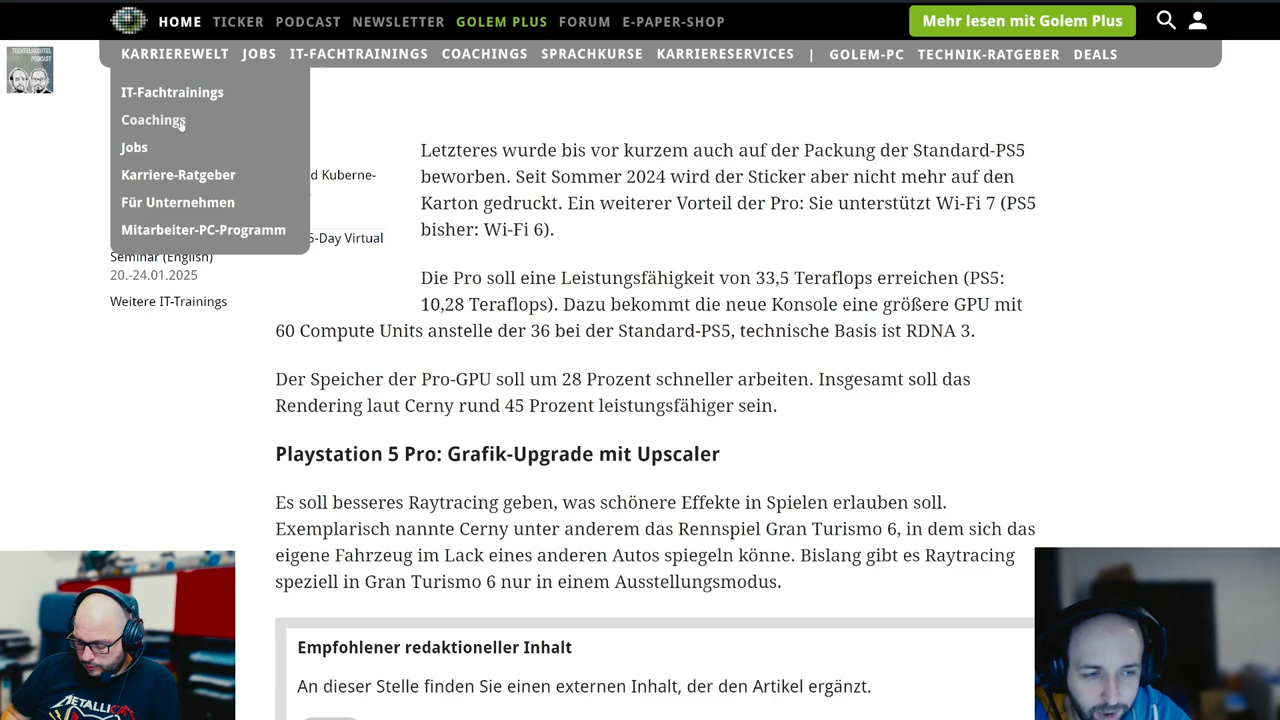 HOME TICKER PODCAST NEWSLETTER GOLEM PLUS FORUM E-PAPER-SHOP Mehr lesen mit Golem Plus
KARRIEREWELT JOBS IT-FACHTRAININGS COACHINGS SPRACHKURSE KARRIERESERVICES | GOLEM-PC TECHNIK-RATGEBER DEALS
IT-Fachtrainings
Coachings
Jobs
Karriere-Ratgeber
Für Unternehmen
Mitarbeiter-PC-Programm
d Kuberne-
5-Day Virtual
Seminar (English)
20.-24.01.2025
Weitere IT-Trainings
Letzteres wurde bis vor kurzem auch auf der Packung der Standard-PS5
beworben. Seit Sommer 2024 wird der Sticker aber nicht mehr auf den
Karton gedruckt. Ein weiterer Vorteil der Pro: Sie unterstützt Wi-Fi 7 (PS5
bisher: Wi-Fi 6).
Die Pro soll eine Leistungsfähigkeit von 33,5 Teraflops erreichen (PS5:
10,28 Teraflops). Dazu bekommt die neue Konsole eine größere GPU mit
60 Compute Units anstelle der 36 bei der Standard-PS5, technische Basis ist RDNA 3.
Der Speicher der Pro-GPU soll um 28 Prozent schneller arbeiten. Insgesamt soll das
Rendering laut Cerny rund 45 Prozent leistungsfähiger sein.
Playstation 5 Pro: Grafik-Upgrade mit Upscaler
Es soll besseres Raytracing geben, was schönere Effekte in Spielen erlauben soll.
Exemplarisch nannte Cerny unter anderem das Rennspiel Gran Turismo 6, in dem sich das
eigene Fahrzeug im Lack eines anderen Autos spiegeln könne. Bislang gibt es Raytracing
speziell in Gran Turismo 6 nur in einem Ausstellungsmodus.
Empfohlener redaktioneller Inhalt
An dieser Stelle finden Sie einen externen Inhalt, der den Artikel ergänzt.